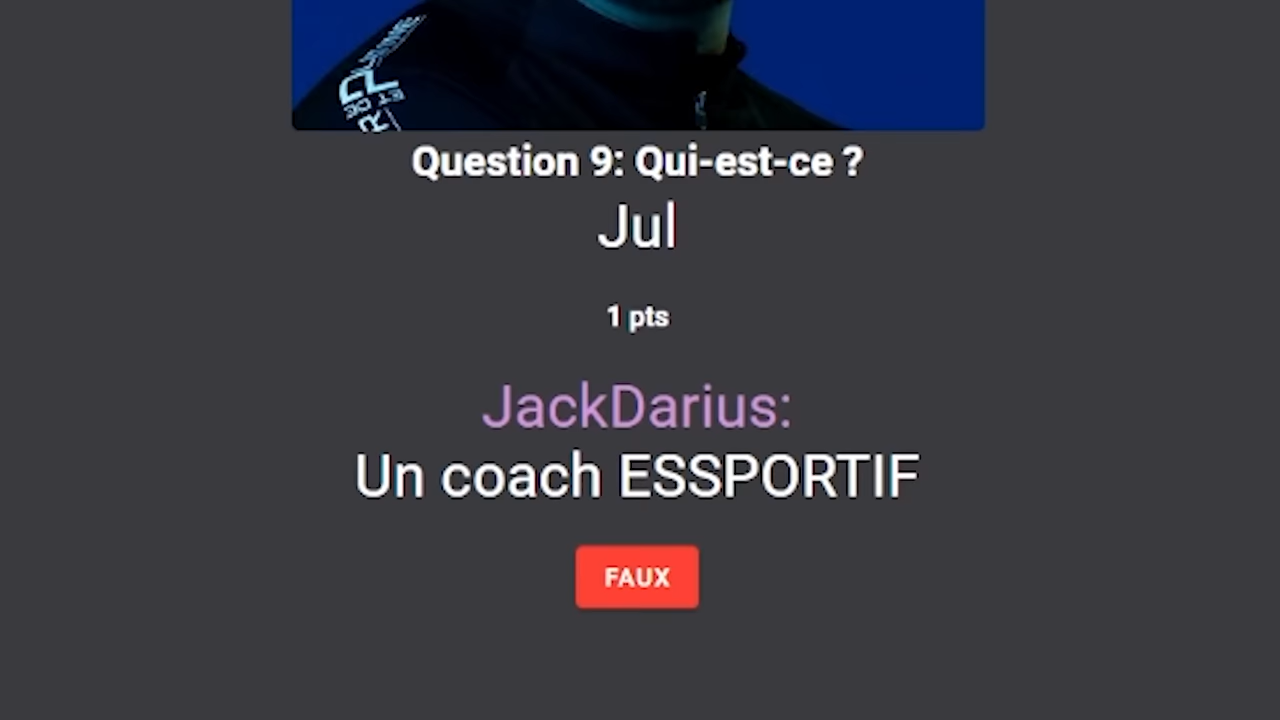 Question 9: Qui-est-ce ?
Jul
1 pts
JackDarius:
Un coach ESSPORTIF
FAUX